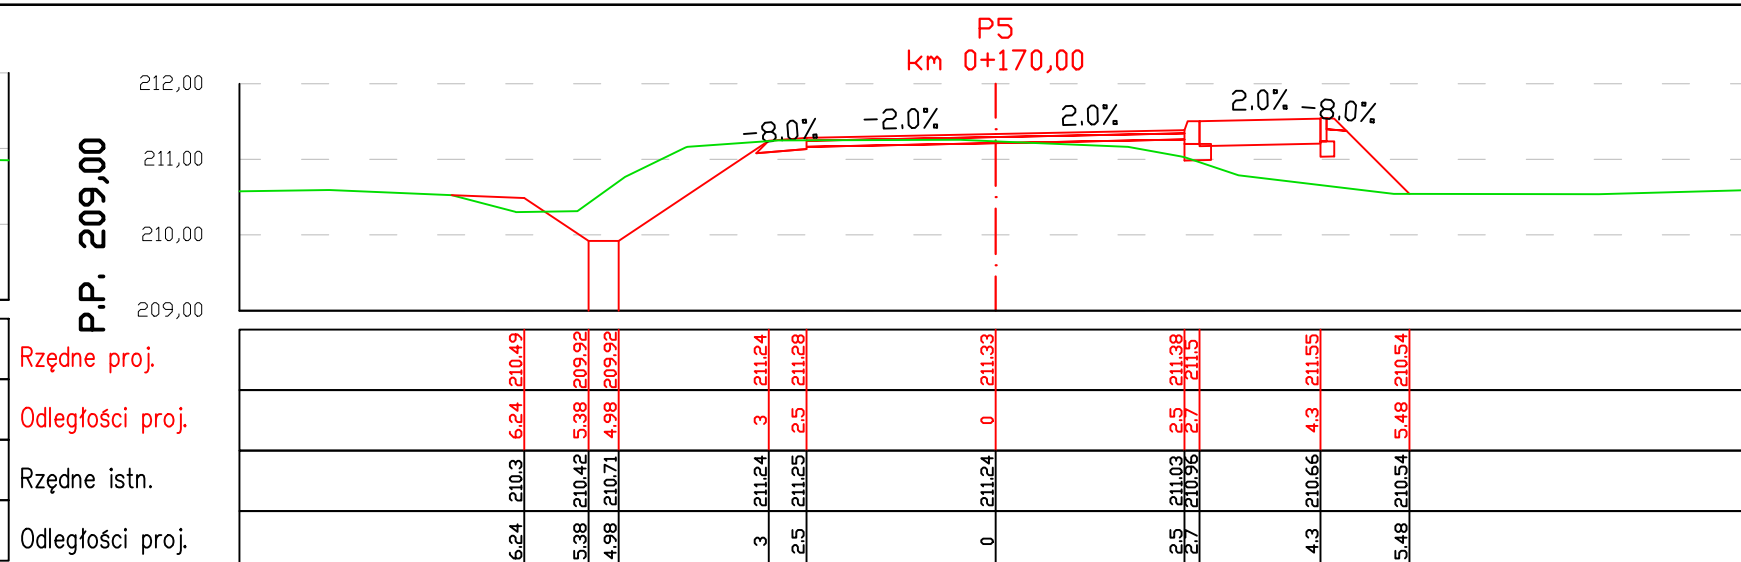 P5
km 0+170,00
212,00
211,00
210,00
209,00
P.P. 209,00
-8.0%
-2.0%
2.0%
2.0%
-8.0%
Rzędne proj.
210.49 209.92 209.92 211.24 211.28 211.33 211.38 211.5 211.55 210.54
Odległości proj.
6.24 5.38 4.98 3 2.5 0 2.5 2.7 4.3 5.48
Rzędne istn.
210.3 210.42 210.71 211.24 211.25 211.24 211.03 210.96 210.66 210.54
Odległości proj.
6.24 5.38 4.98 3 2.5 0 2.5 2.7 4.3 5.48